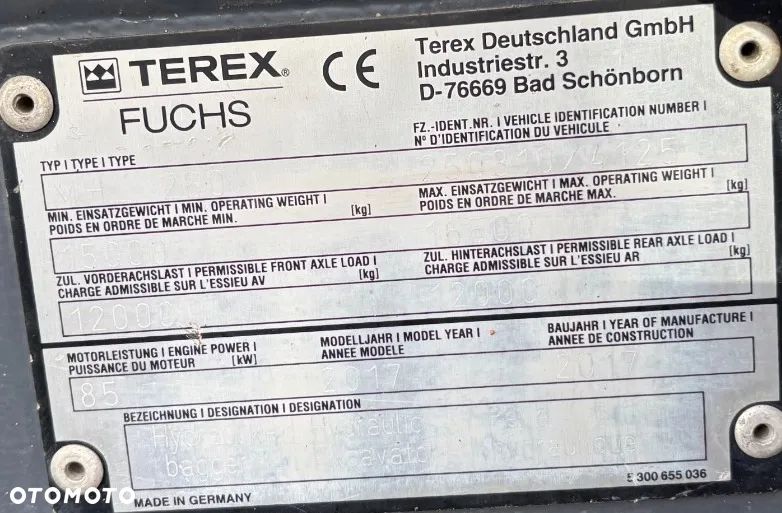 TEREX®
FUCHS
CE
Terex Deutschland GmbH
Industriestr. 3
D-76669 Bad Schönborn
TYP I TYPE I TYPE
FZ.-IDENT.NR. I VEHICLE IDENTIFICATION NUMBER I
N° D'IDENTIFICATION DU VEHICULE
MIN. EINSATZGEWICHT I MIN. OPERATING WEIGHT I
POIDS EN ORDRE DE MARCHE MIN. [kg]
MAX. EINSATZGEWICHT I MAX. OPERATING WEIGHT I
POIDS EN ORDRE DE MARCHE MAX. [kg]
15000
ZUL. VORDERACHSLAST I PERMISSIBLE FRONT AXLE LOAD I
CHARGE ADMISSIBLE SUR L'ESSIEU AV [kg]
ZUL. HINTERACHSLAST I PERMISSIBLE REAR AXLE LOAD I
CHARGE ADMISSIBLE SUR L'ESSIEU AR [kg]
12000
12000
MOTORLEISTUNG I ENGINE POWER I
PUISSANCE DU MOTEUR [kW]
MODELLJAHR I MODEL YEAR I
ANNEE MODELE
BAUJAHR I YEAR OF MANUFACTURE I
ANNEE DE CONSTRUCTION
85
2017
2017
BEZEICHNUNG I DESIGNATION I DESIGNATION
5 300 655 036
MADE IN GERMANY
OTOMOTO